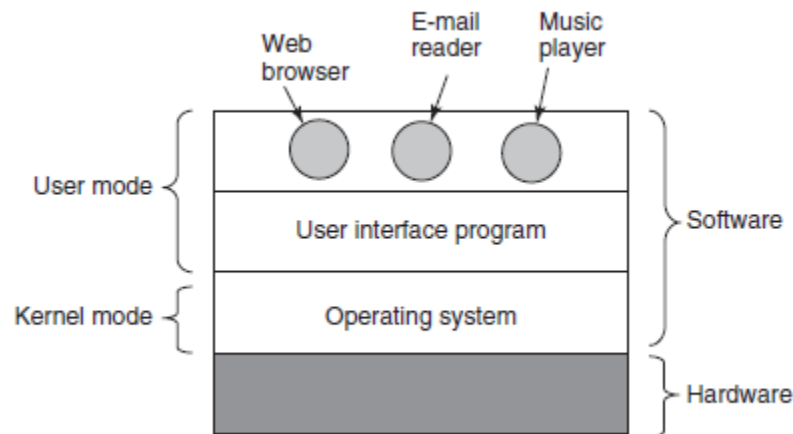 Web
browser
E-mail
reader
Music
player
User mode
User interface program
Software
Kernel mode
Operating system
Hardware